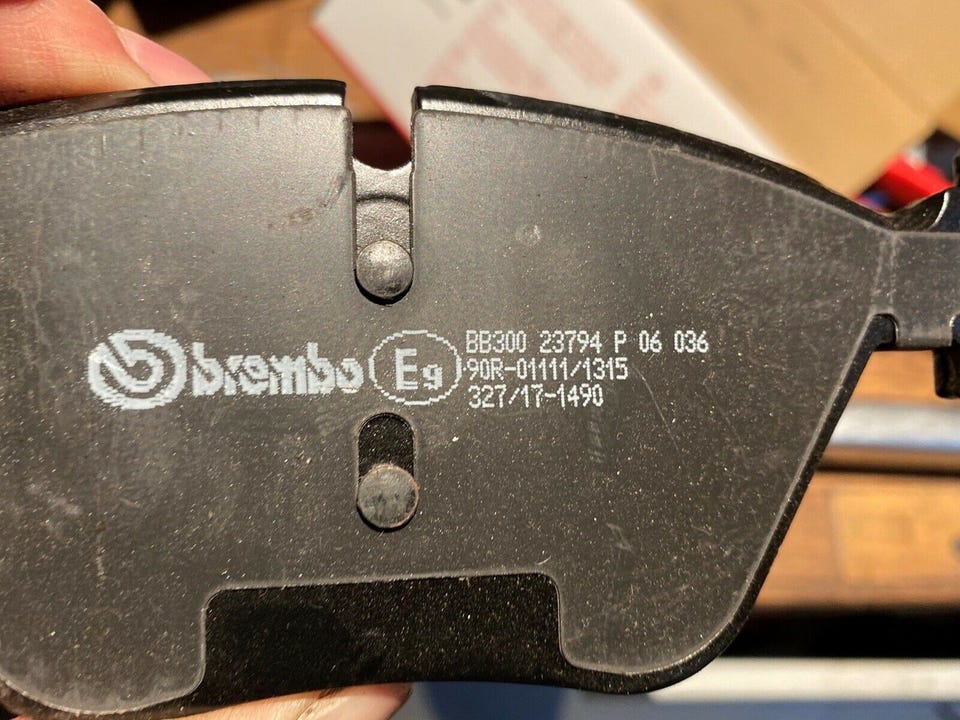 brembo
E9
BB300 23794 P 06 036
90R-01111/1315
327/17-1490